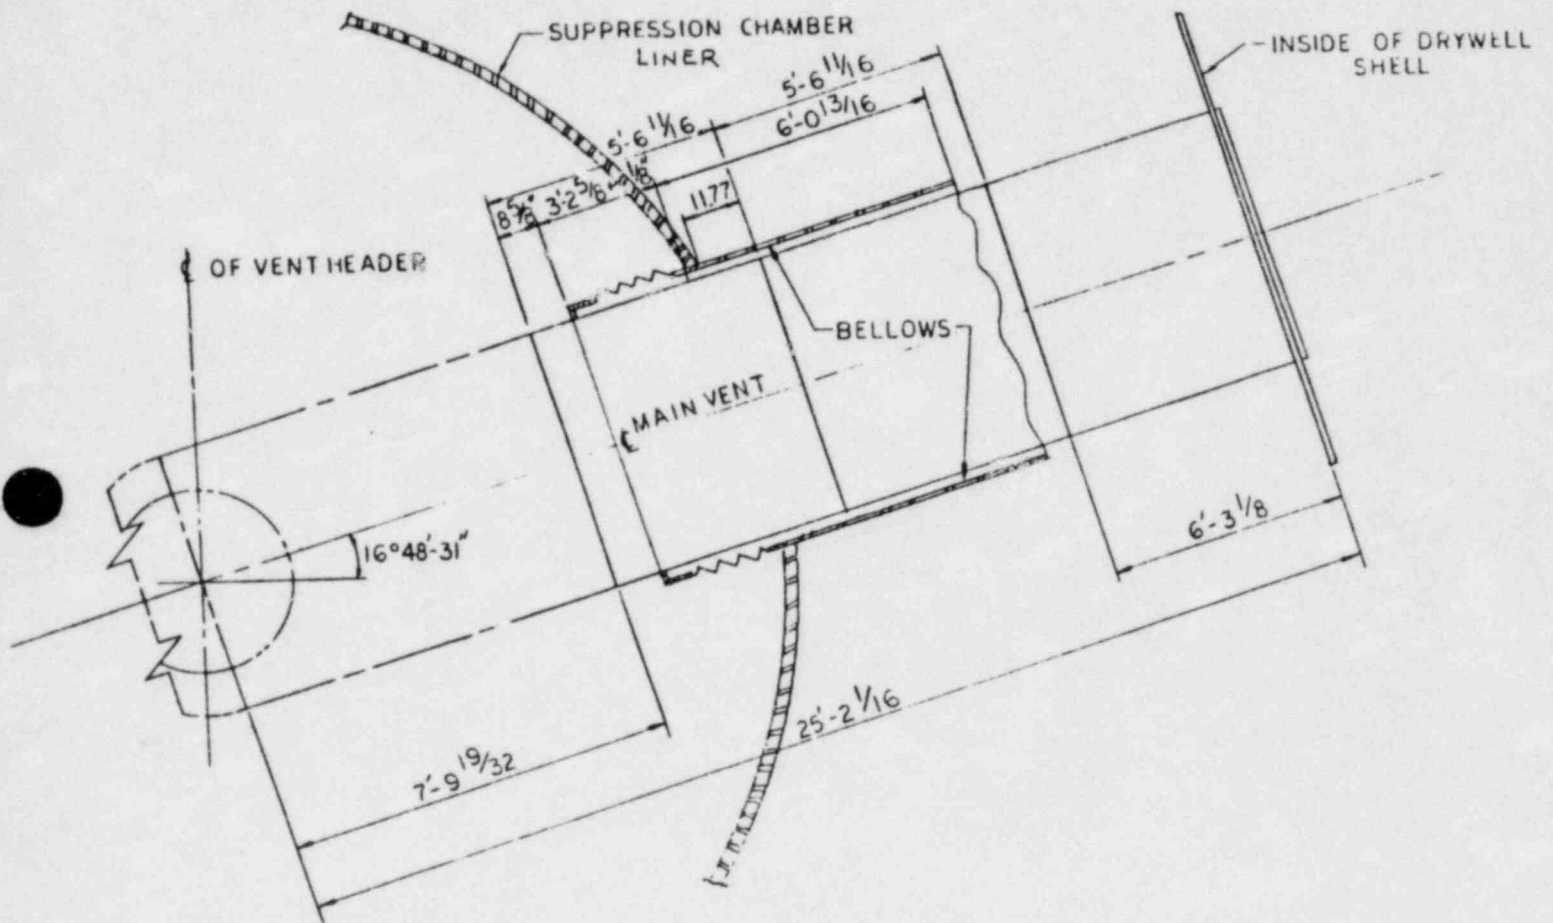 SUPPRESSION CHAMBER
LINER
INSIDE OF DRYWELL
SHELL
5'-6 11/16
6'-0 13/16
5'-6 11/16
1/8"
3'-2 5/8
8 5/8"
11.77
℄ OF VENT HEADER
BELLOWS
℄ MAIN VENT
16°48'-31"
6'-3 1/8
25'-2 1/16
7'-9 19/32